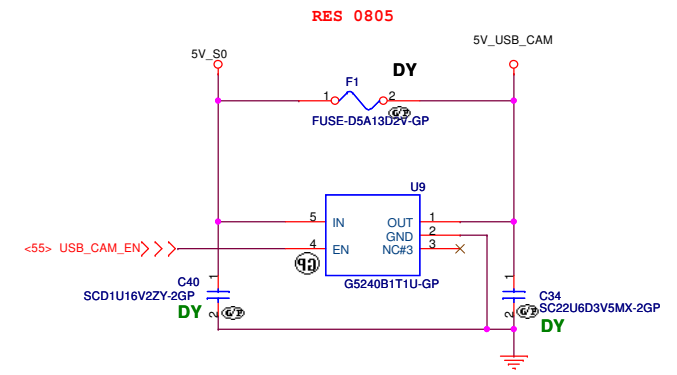 RES 0805
5V_S0
5V_USB_CAM
DY
F1
1
2
G/P
FUSE-D5A13D2V-GP
U9
5 IN
OUT 1
GND 2
<55> USB_CAM_EN
4 EN
NC#3 3
GP
G5240B1T1U-GP
1
C40
SCD1U16V2ZY-2GP
DY
2
G/P
1
C34
SC22U6D3V5MX-2GP
DY
2
G/P